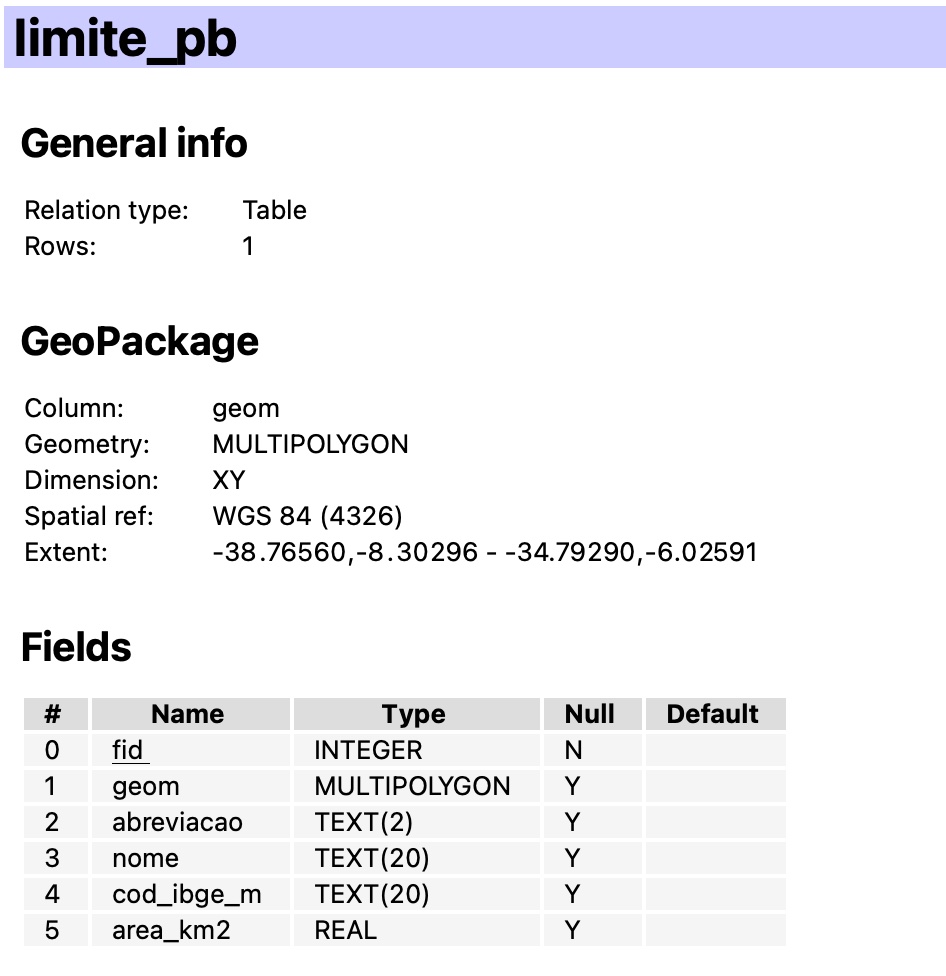 limite_pb
General info
Relation type: Table
Rows: 1
GeoPackage
Column: geom
Geometry: MULTIPOLYGON
Dimension: XY
Spatial ref: WGS 84 (4326)
Extent: -38.76560,-8.30296 - -34.79290,-6.02591
Fields
# Name Type Null Default
0 fid INTEGER N
1 geom MULTIPOLYGON Y
2 abreviacao TEXT(2) Y
3 nome TEXT(20) Y
4 cod_ibge_m TEXT(20) Y
5 area_km2 REAL Y